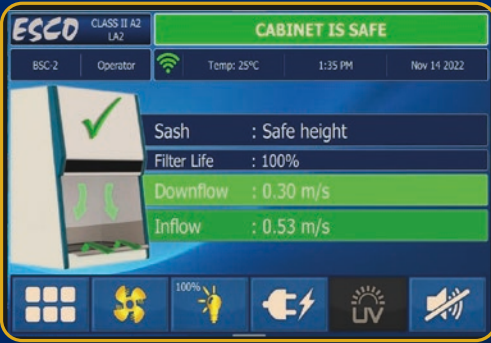 ESCO
CLASS II A2
LA2
CABINET IS SAFE
BSC-2
Operator
Temp: 25°C
1:35 PM
Nov 14 2022
Sash : Safe height
Filter Life : 100%
Downflow : 0.30 m/s
Inflow : 0.53 m/s
100%
UV